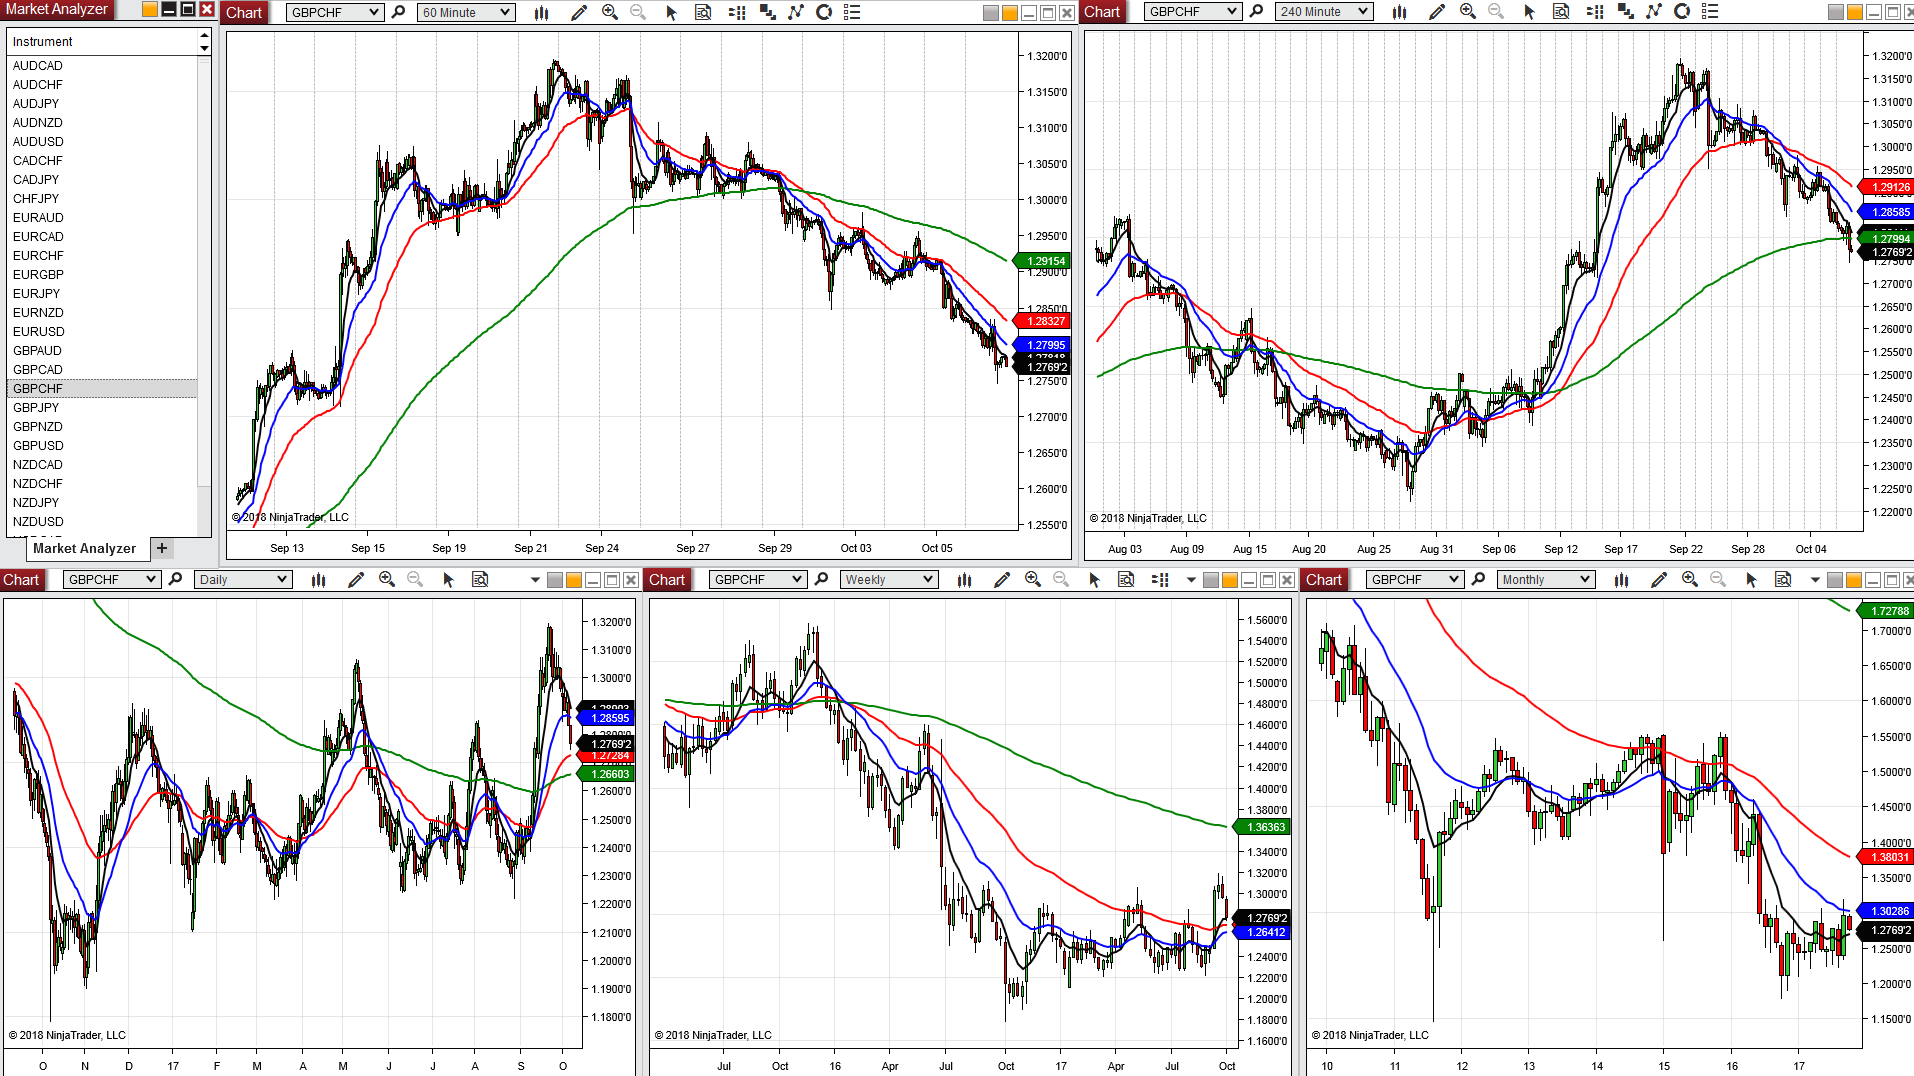 Market Analyzer
Instrument
AUDCAD
AUDCHF
AUDJPY
AUDNZD
AUDUSD
CADCHF
CADJPY
CHFJPY
EURAUD
EURCAD
EURCHF
EURGBP
EURJPY
EURNZD
EURUSD
GBPAUD
GBPCAD
GBPCHF
GBPJPY
GBPNZD
GBPUSD
NZDCAD
NZDCHF
NZDJPY
NZDUSD
Market Analyzer +
Chart GBPCHF 60 Minute
1.3200'0
1.3150'0
1.3100'0
1.3050'0
1.3000'0
1.2950'0
1.29154
1.2900'0
1.2850'0
1.28327
1.27995
1.2769'2
1.2750'0
1.2700'0
1.2650'0
1.2600'0
1.2550'0
© 2018 NinjaTrader, LLC
Sep 13 Sep 15 Sep 19 Sep 21 Sep 24 Sep 27 Sep 29 Oct 03 Oct 05
Chart GBPCHF 240 Minute
1.3200'0
1.3150'0
1.3100'0
1.3050'0
1.3000'0
1.2950'0
1.29126
1.28585
1.27994
1.2769'2
1.2700'0
1.2650'0
1.2600'0
1.2550'0
1.2500'0
1.2450'0
1.2400'0
1.2350'0
1.2300'0
1.2250'0
1.2200'0
© 2018 NinjaTrader, LLC
Aug 03 Aug 09 Aug 15 Aug 20 Aug 25 Aug 31 Sep 06 Sep 12 Sep 17 Sep 22 Sep 28 Oct 04
Chart GBPCHF Daily
1.3200'0
1.3100'0
1.3000'0
1.28595
1.2769'2
1.27284
1.26603
1.2600'0
1.2500'0
1.2400'0
1.2300'0
1.2200'0
1.2100'0
1.2000'0
1.1900'0
1.1800'0
© 2018 NinjaTrader, LLC
O N D 17 F M A M J J A S O
Chart GBPCHF Weekly
1.5600'0
1.5400'0
1.5200'0
1.5000'0
1.4800'0
1.4600'0
1.4400'0
1.4200'0
1.4000'0
1.3800'0
1.36363
1.3400'0
1.3200'0
1.3000'0
1.2769'2
1.26412
1.2400'0
1.2200'0
1.2000'0
1.1800'0
1.1600'0
© 2018 NinjaTrader, LLC
Jul Oct 16 Apr Jul Oct 17 Apr Jul Oct
Chart GBPCHF Monthly
1.72788
1.7000'0
1.6500'0
1.6000'0
1.5500'0
1.5000'0
1.4500'0
1.4000'0
1.38031
1.3500'0
1.30286
1.2769'2
1.2500'0
1.2000'0
1.1500'0
© 2018 NinjaTrader, LLC
10 11 12 13 14 15 16 17